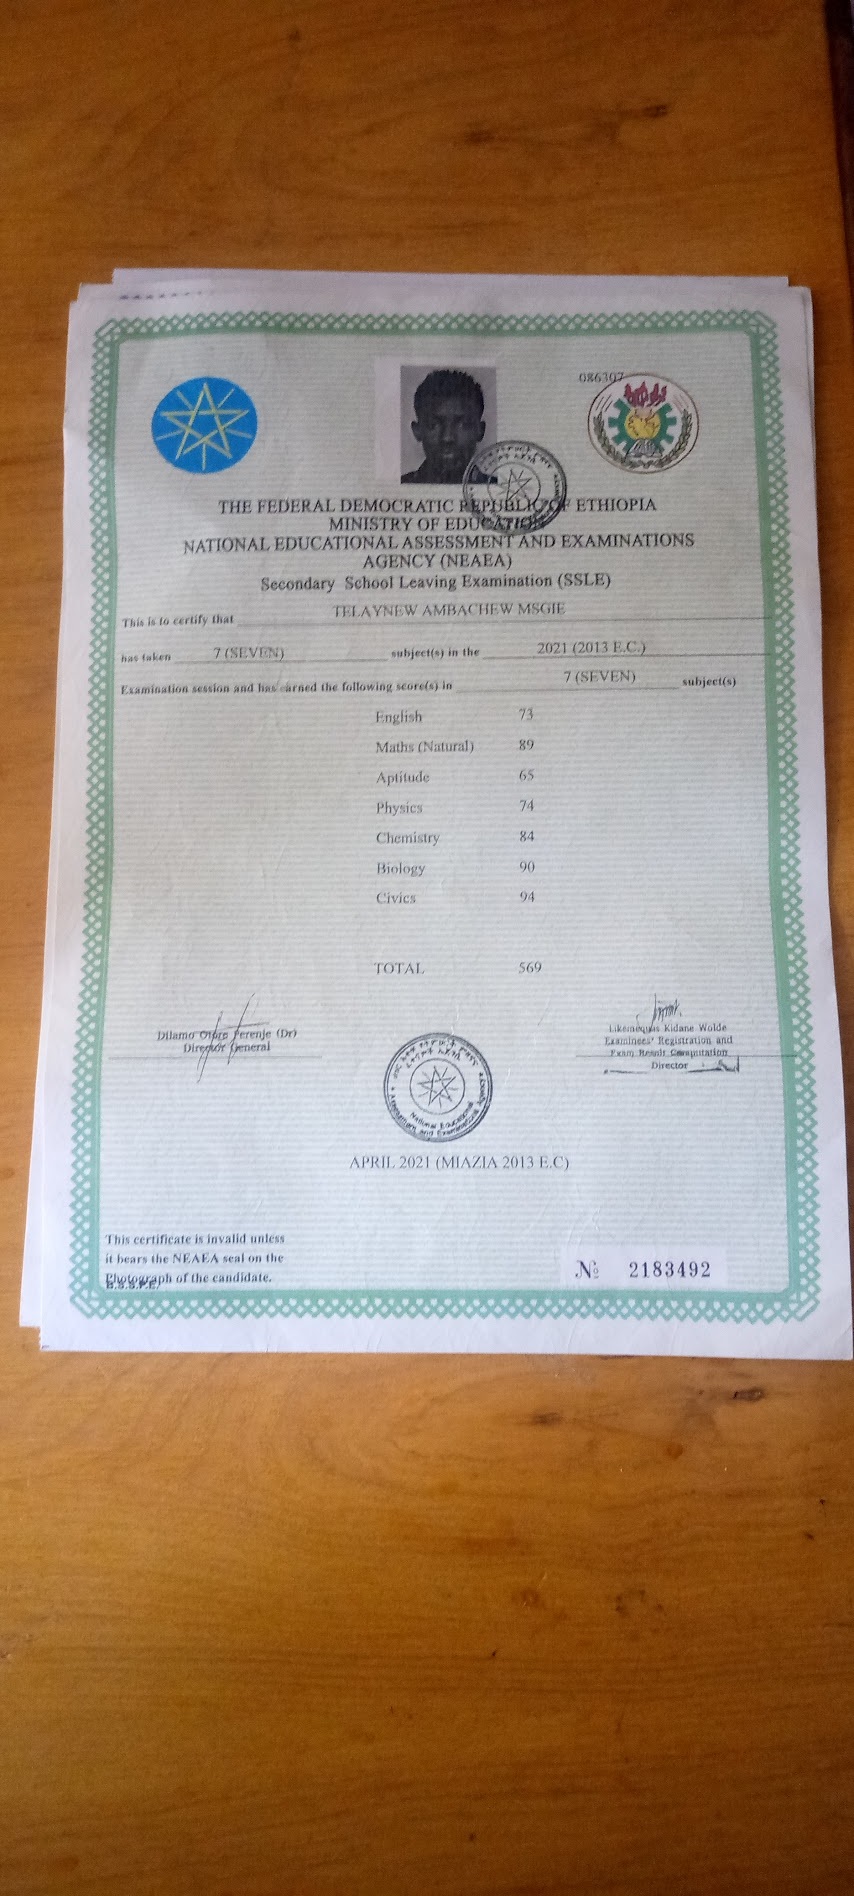 086307
THE FEDERAL DEMOCRATIC REPUBLIC OF ETHIOPIA
MINISTRY OF EDUCATION
NATIONAL EDUCATIONAL ASSESSMENT AND EXAMINATIONS
AGENCY (NEAEA)
Secondary School Leaving Examination (SSLE)
This is to certify that TELAYNEW AMBACHEW MSGIE
has taken 7 (SEVEN) subject(s) in the 2021 (2013 E.C.)
Examination session and has earned the following score(s) in 7 (SEVEN) subject(s)
English 73
Maths (Natural) 89
Aptitude 65
Physics 74
Chemistry 84
Biology 90
Civics 94
TOTAL 569
Dilamo Otore Ferenje (Dr)
Director General
Likemequas Kidane Wolde
Examinees' Registration and
Exam Result Computation
Director
National Educational
Assessment and Examinations Agency
APRIL 2021 (MIAZIA 2013 E.C)
This certificate is invalid unless
it bears the NEAEA seal on the
Photograph of the candidate.
B.S.S.P.E.
№ 2183492